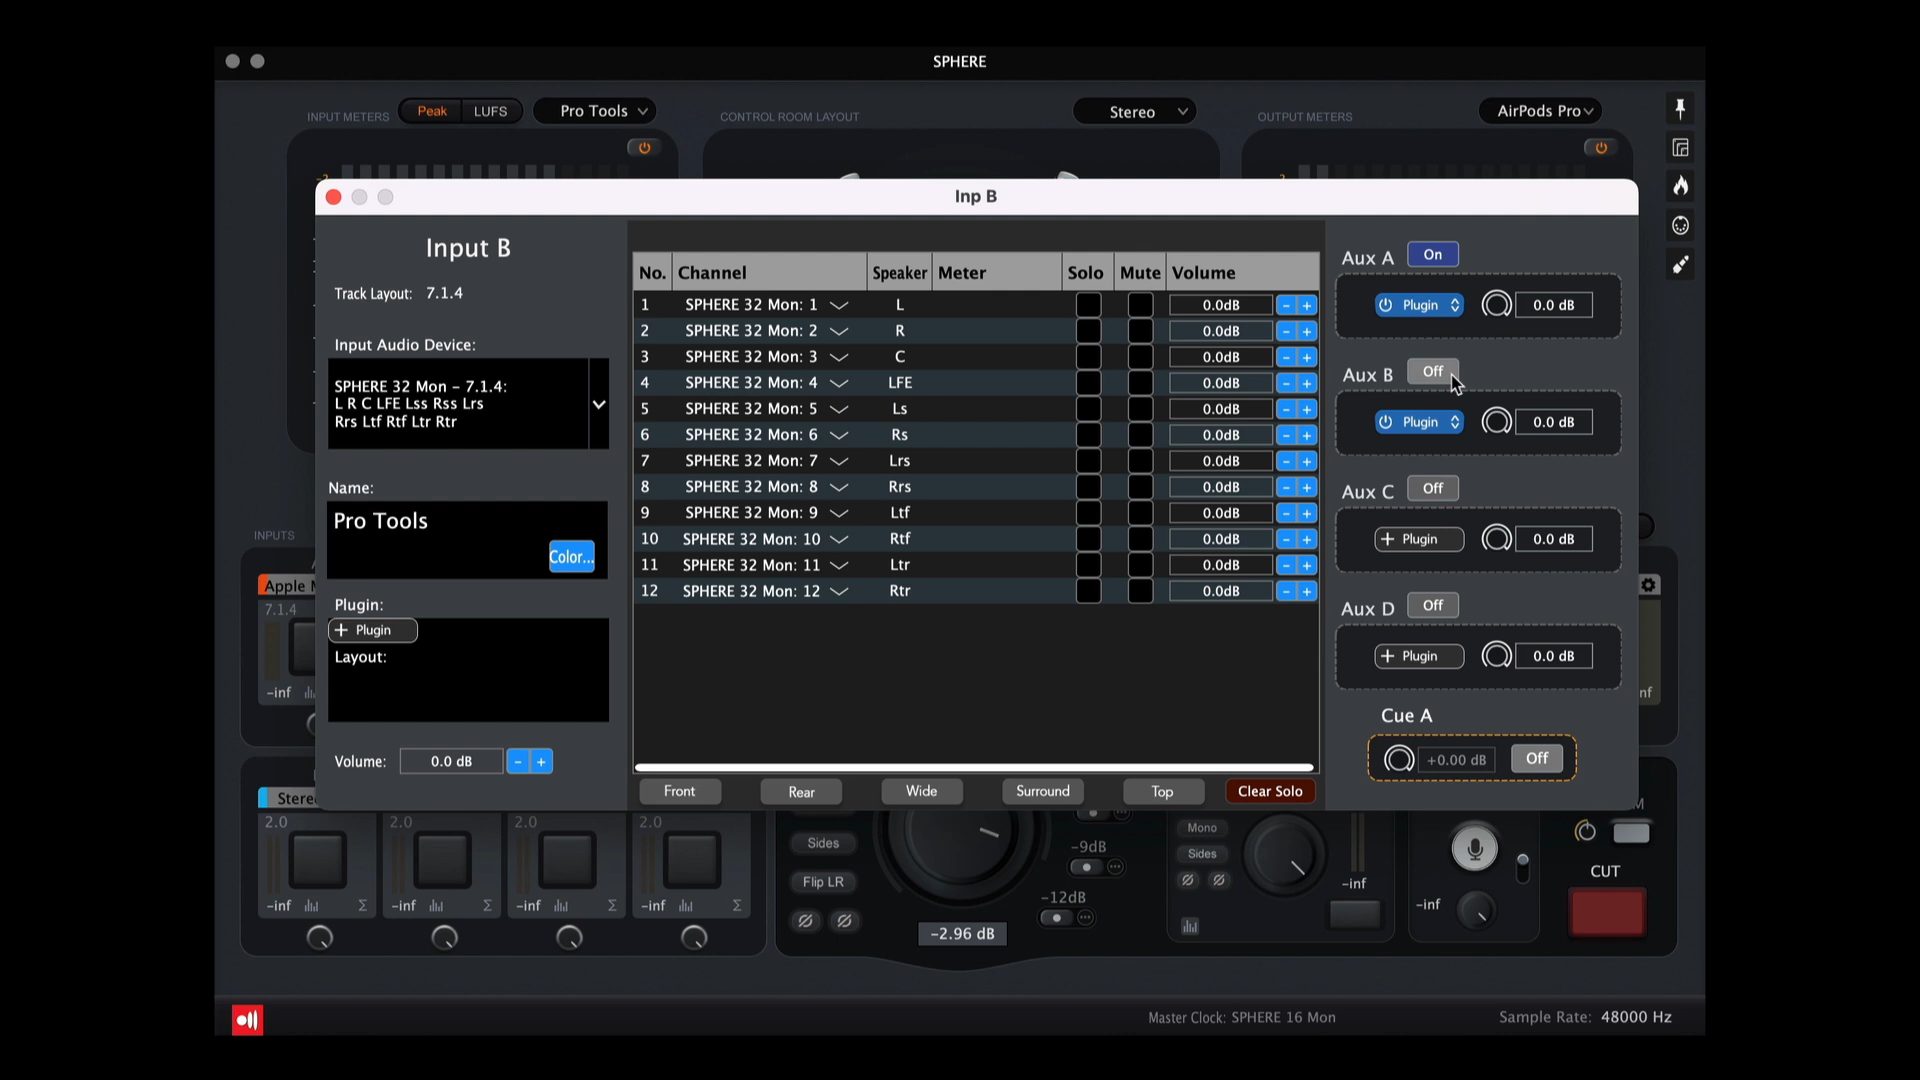 SPHERE
INPUT METERS Peak LUFS Pro Tools
CONTROL ROOM LAYOUT Stereo
OUTPUT METERS AirPods Pro
Inp B
Input B
Track Layout: 7.1.4
Input Audio Device:
SPHERE 32 Mon – 7.1.4:
L R C LFE Lss Rss Lrs
Rrs Ltf Rtf Ltr Rtr
Name:
Pro Tools
Color...
Plugin:
+ Plugin
Layout:
Volume: 0.0 dB - +
No. Channel Speaker Meter Solo Mute Volume
1 SPHERE 32 Mon: 1 L 0.0dB - +
2 SPHERE 32 Mon: 2 R 0.0dB - +
3 SPHERE 32 Mon: 3 C 0.0dB - +
4 SPHERE 32 Mon: 4 LFE 0.0dB - +
5 SPHERE 32 Mon: 5 Ls 0.0dB - +
6 SPHERE 32 Mon: 6 Rs 0.0dB - +
7 SPHERE 32 Mon: 7 Lrs 0.0dB - +
8 SPHERE 32 Mon: 8 Rrs 0.0dB - +
9 SPHERE 32 Mon: 9 Ltf 0.0dB - +
10 SPHERE 32 Mon: 10 Rtf 0.0dB - +
11 SPHERE 32 Mon: 11 Ltr 0.0dB - +
12 SPHERE 32 Mon: 12 Rtr 0.0dB - +
Front Rear Wide Surround Top Clear Solo
Aux A On
Plugin 0.0 dB
Aux B Off
Plugin 0.0 dB
Aux C Off
+ Plugin 0.0 dB
Aux D Off
+ Plugin 0.0 dB
Cue A
+0.00 dB Off
INPUTS
Apple
7.1.4
-inf
Stereo
2.0 2.0 2.0 2.0
-inf Σ -inf Σ -inf Σ -inf Σ
Sides
Flip LR
-9dB
-12dB
-2.96 dB
Mono
Sides
-inf
-inf
CUT
Master Clock: SPHERE 16 Mon
Sample Rate: 48000 Hz